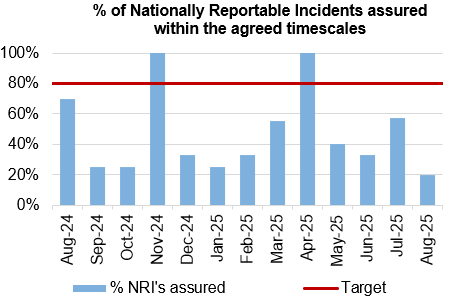 % of Nationally Reportable Incidents assured
within the agreed timescales
100%
80%
60%
40%
20%
0%
Aug-24
Sep-24
Oct-24
Nov-24
Dec-24
Jan-25
Feb-25
Mar-25
Apr-25
May-25
Jun-25
Jul-25
Aug-25
% NRI's assured
Target